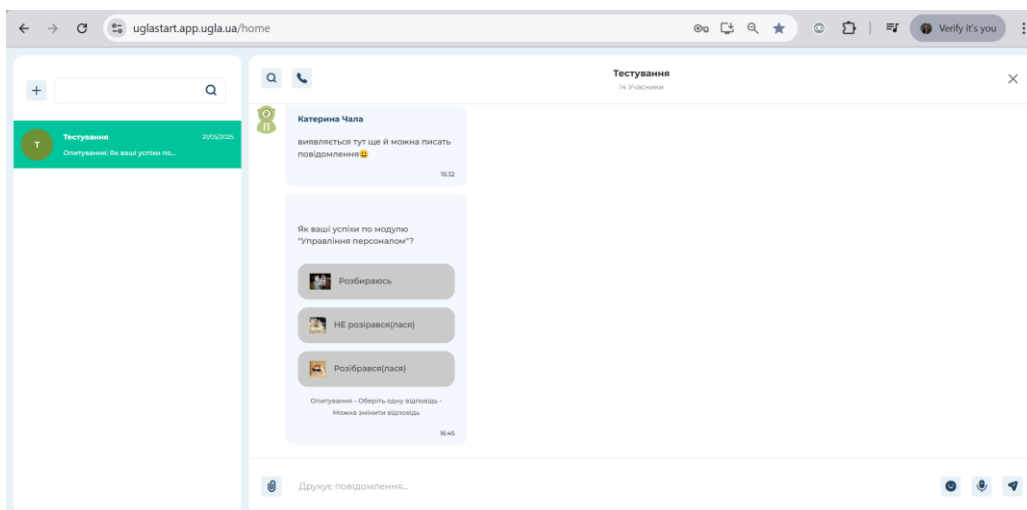 uglastart.app.ugla.ua/home
Verify it's you
Тестування
14 Учасники
Т
Тестування
21/05/2025
Опитування: Як ваші успіхи по...
Катерина Чала
виявляється тут ще й можна писать
повідомлення😃
16:32
Як ваші успіхи по модулю
"Управління персоналом"?
Розбираюсь
НЕ розірався(лася)
Розібрався(лася)
Опитування - Оберіть одну відповідь -
Можна змінити відповідь
16:45
Друкує повідомлення...